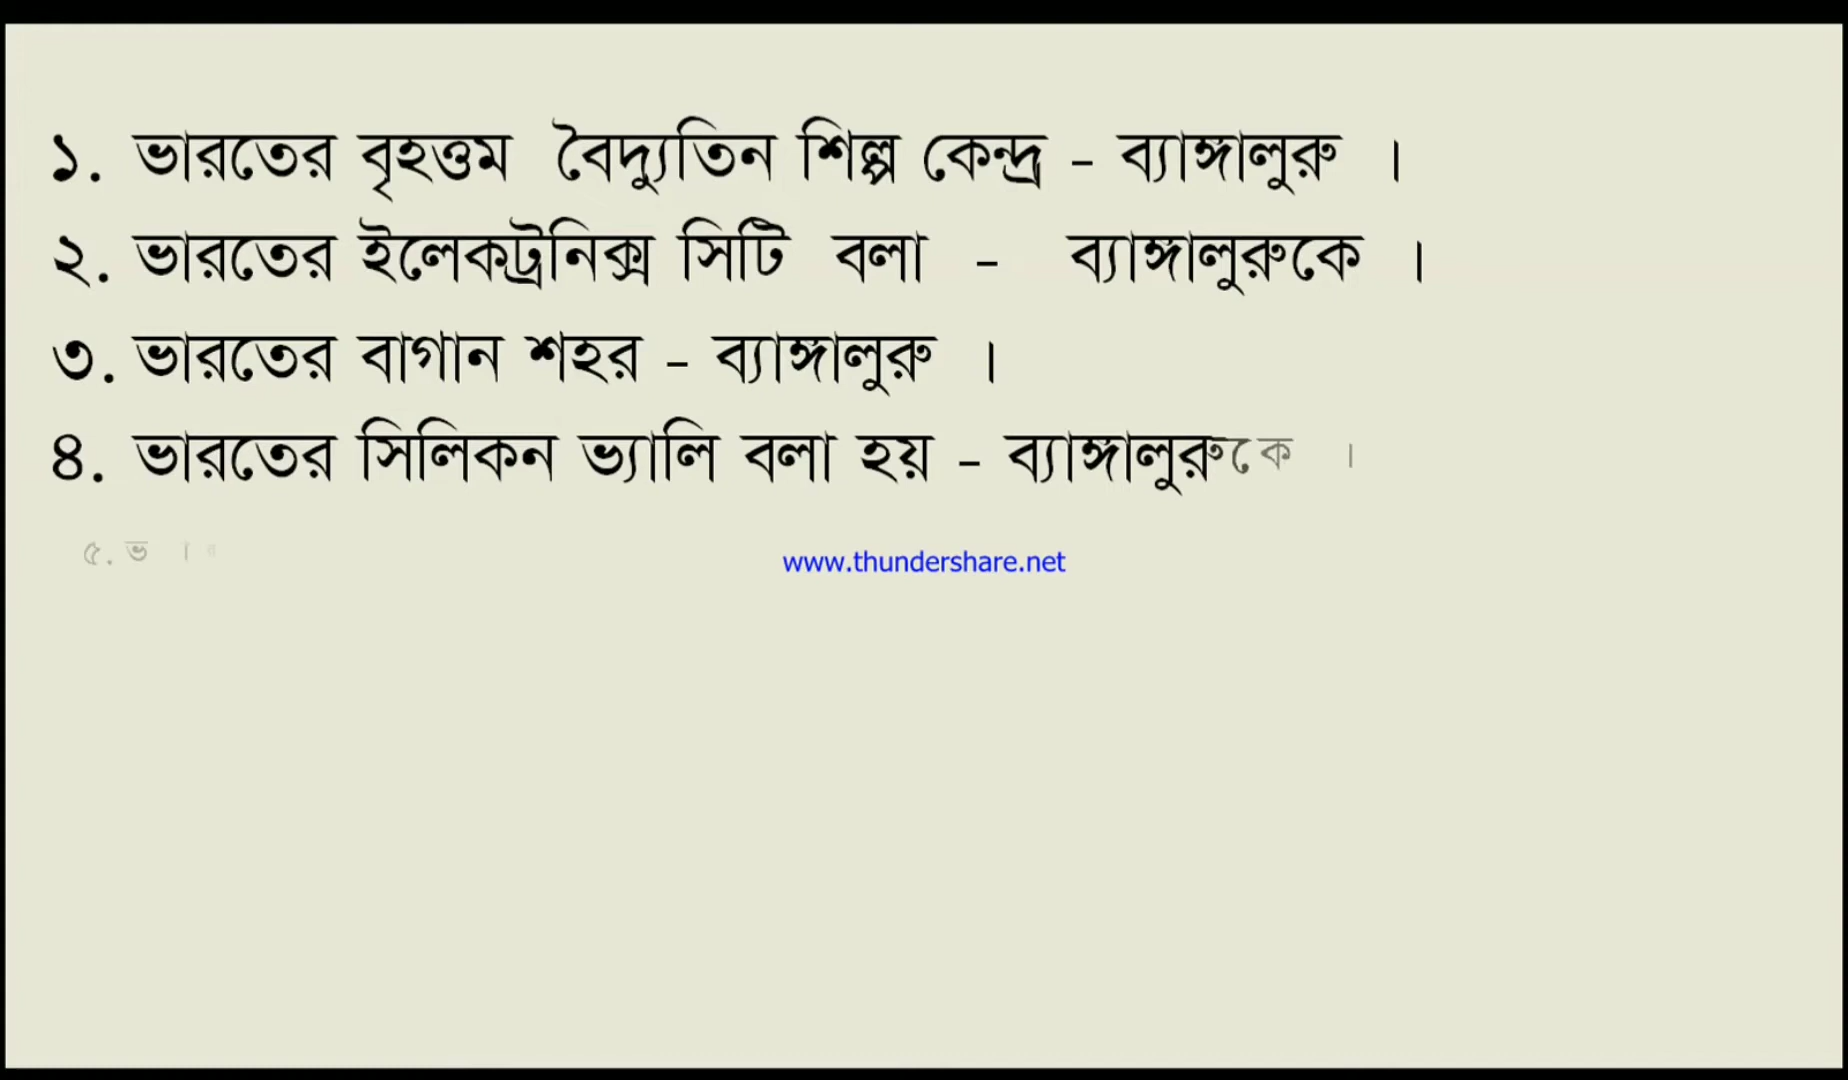 ১. ভারতের বৃহত্তম বৈদ্যুতিন শিল্প কেন্দ্র - ব্যাঙ্গালুরু ।
২. ভারতের ইলেকট্রনিক্স সিটি বলা - ব্যাঙ্গালুরুকে ।
৩. ভারতের বাগান শহর - ব্যাঙ্গালুরু ।
৪. ভারতের সিলিকন ভ্যালি বলা হয় - ব্যাঙ্গালুরুকে ।
৫. ভার
www.thundershare.net